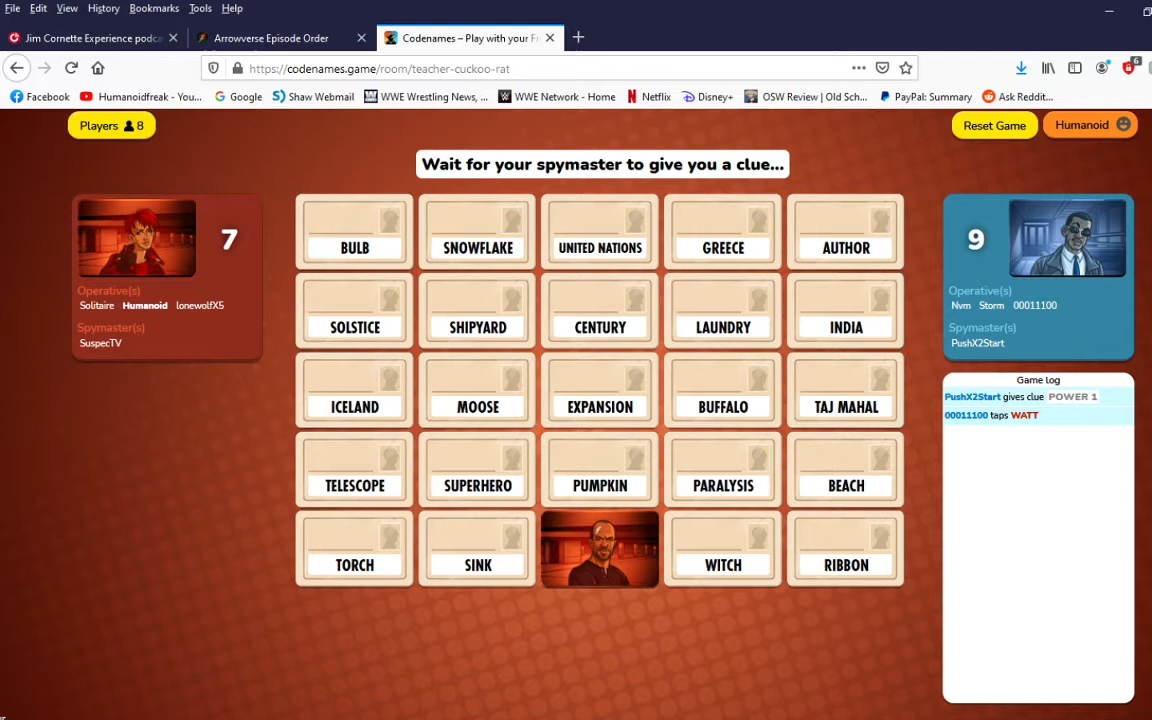 File Edit View History Bookmarks Tools Help
Jim Cornette Experience podca Arrowverse Episode Order Codenames – Play with your Fr
https://codenames.game/room/teacher-cuckoo-rat 6
Facebook Humanoidfreak - You... Google Shaw Webmail WWE Wrestling News, ... WWE Network - Home Netflix Disney+ OSW Review | Old Sch... PayPal: Summary Ask Reddit...
Players 8 Reset Game Humanoid
Wait for your spymaster to give you a clue...
7
Operative(s)
Solitaire Humanoid lonewolfX5
Spymaster(s)
SuspecTV
BULB SNOWFLAKE UNITED NATIONS GREECE AUTHOR
SOLSTICE SHIPYARD CENTURY LAUNDRY INDIA
ICELAND MOOSE EXPANSION BUFFALO TAJ MAHAL
TELESCOPE SUPERHERO PUMPKIN PARALYSIS BEACH
TORCH SINK WITCH RIBBON
9
Operative(s)
Nvm Storm 00011100
Spymaster(s)
PushX2Start
Game log
PushX2Start gives clue POWER 1
00011100 taps WATT